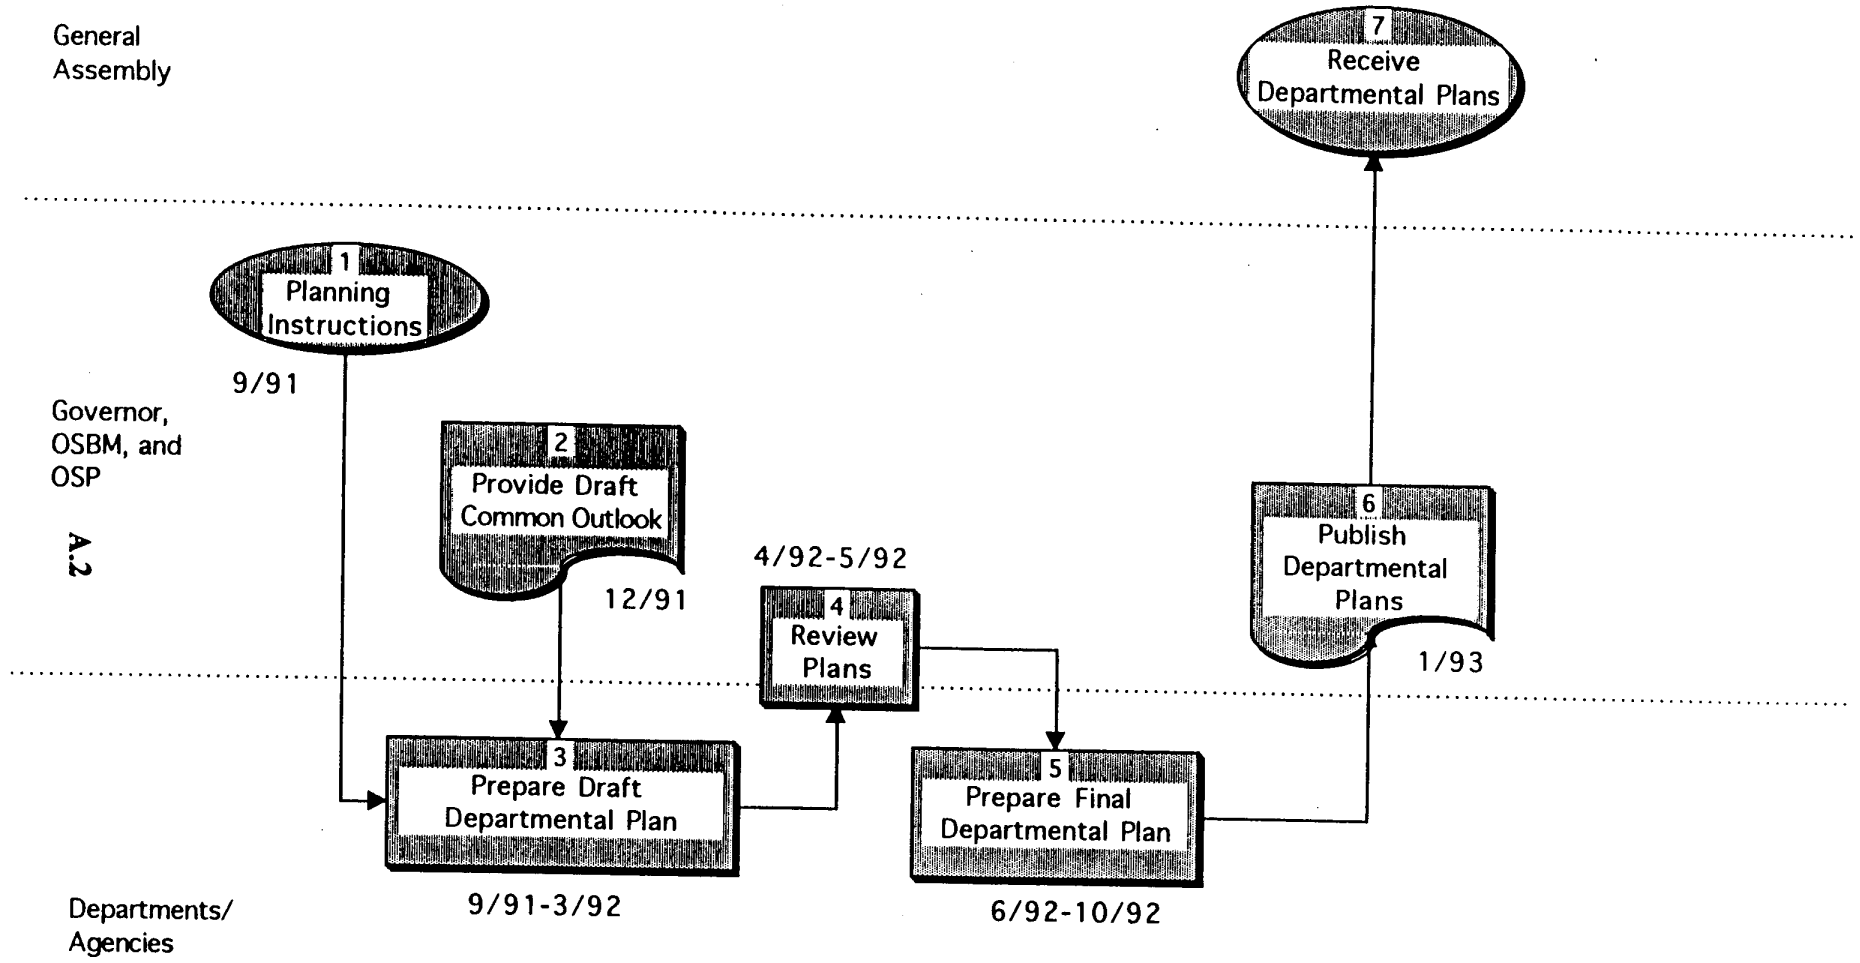 General
Assembly
7
Receive
Departmental Plans
1
Planning
Instructions
9/91
Governor,
OSBM, and
OSP
A.2
2
Provide Draft
Common Outlook
12/91
4/92-5/92
4
Review
Plans
6
Publish
Departmental
Plans
1/93
3
Prepare Draft
Departmental Plan
9/91-3/92
5
Prepare Final
Departmental Plan
6/92-10/92
Departments/
Agencies